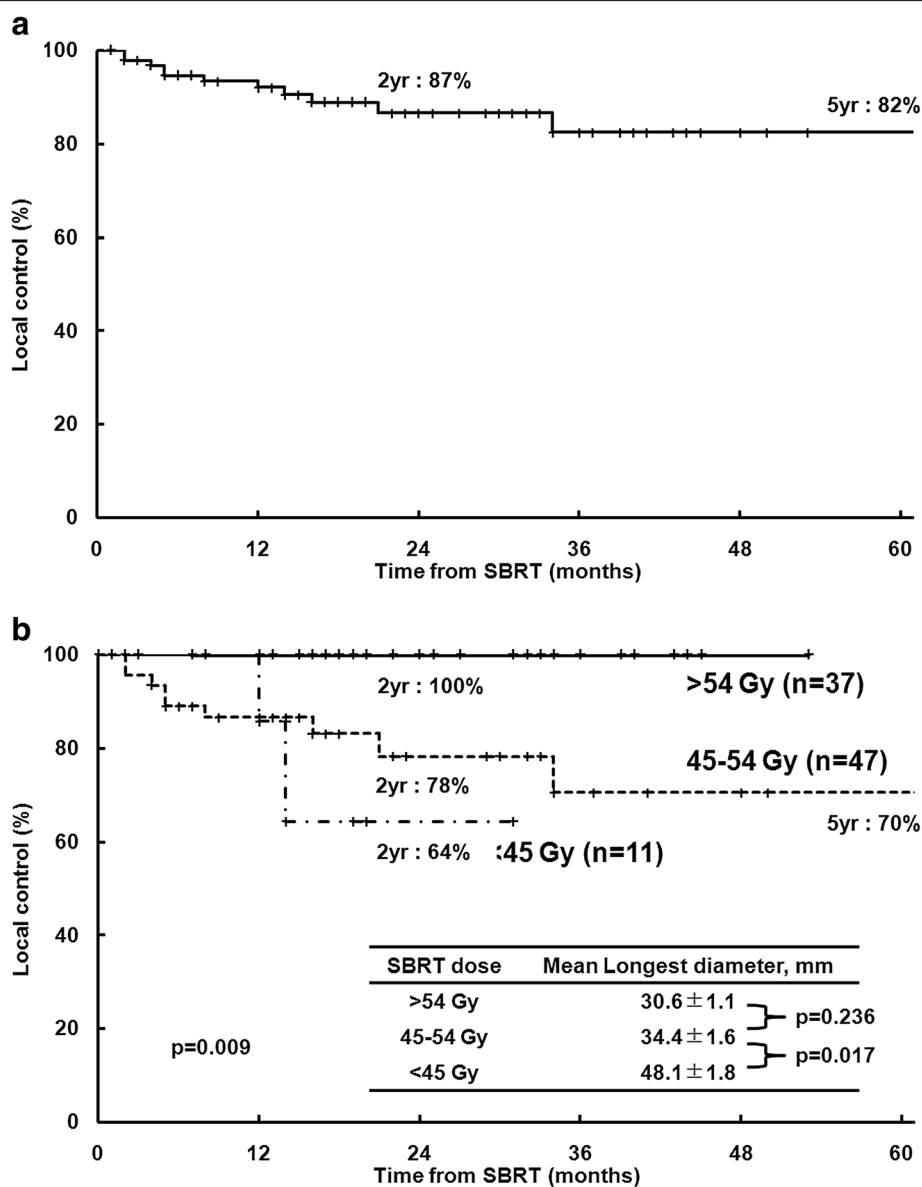 a
100
2yr : 87%
5yr : 82%
80
60
40
20
0
Local control (%)
0 12 24 36 48 60
Time from SBRT (months)
b
100
2yr : 100%
>54 Gy (n=37)
80
45-54 Gy (n=47)
2yr : 78%
5yr : 70%
60
2yr : 64%
:45 Gy (n=11)
40
Local control (%)
SBRT dose Mean Longest diameter, mm
>54 Gy 30.6±1.1
p=0.236
45-54 Gy 34.4±1.6
p=0.017
<45 Gy 48.1±1.8
20
p=0.009
0
0 12 24 36 48 60
Time from SBRT (months)